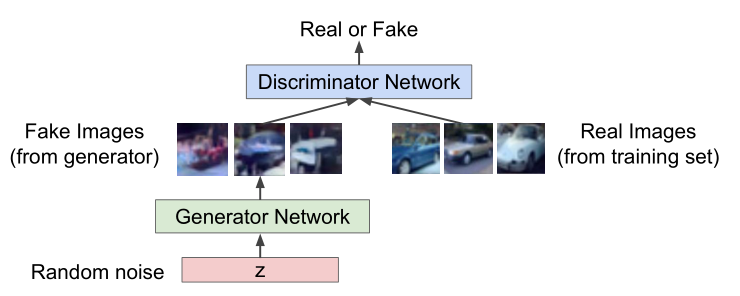 Real or Fake
Discriminator Network
Fake Images
(from generator)
Real Images
(from training set)
Generator Network
Random noise
z